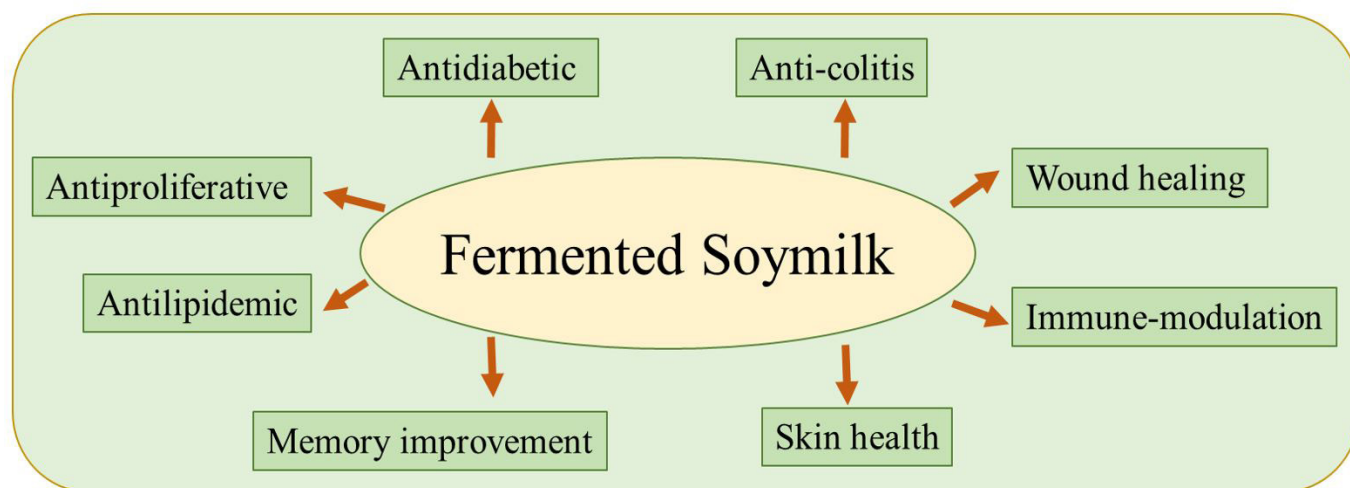 Antidiabetic
Anti-colitis
Antiproliferative
Wound healing
Fermented Soymilk
Antilipidemic
Immune-modulation
Memory improvement
Skin health